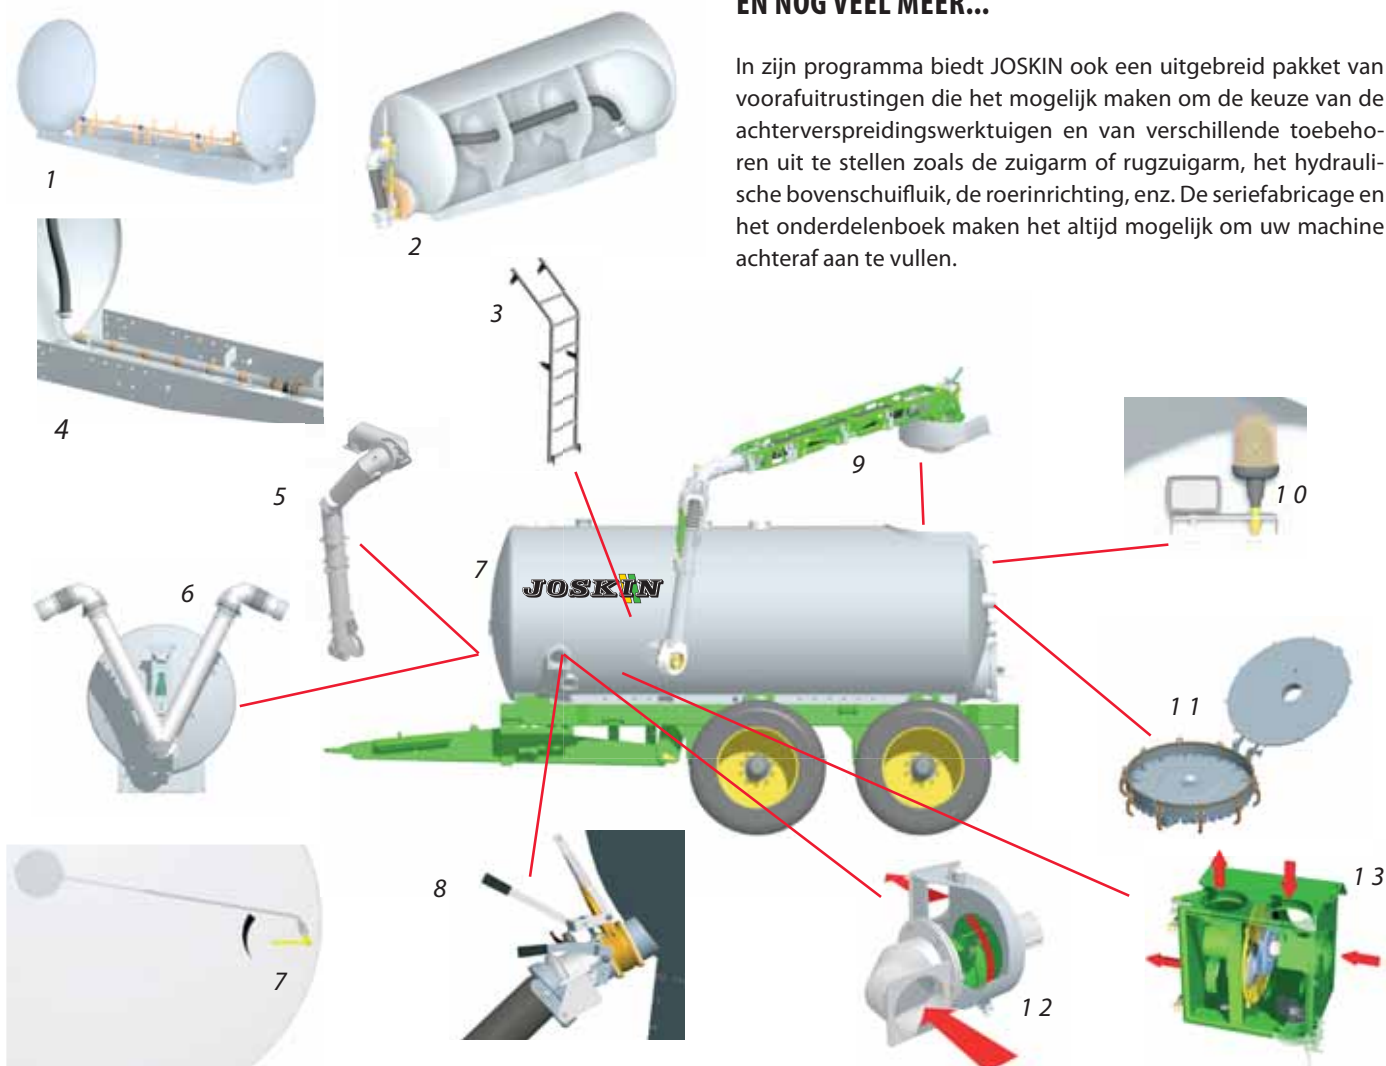 EN NOG VEEL MEER...
In zijn programma biedt JOSKIN ook een uitgebreid pakket van
voorafuitrustingen die het mogelijk maken om de keuze van de
achterverspreidingswerktuigen en van verschillende toebeho-
ren uit te stellen zoals de zuigarm of rugzuigarm, het hydrauli-
sche bovenschuifluik, de roerinrichting, enz. De seriefabricage en
het onderdelenboek maken het altijd mogelijk om uw machine
achteraf aan te vullen.
1
2
3
4
5
6
7
JOSKIN
9
10
11
7
8
12
13